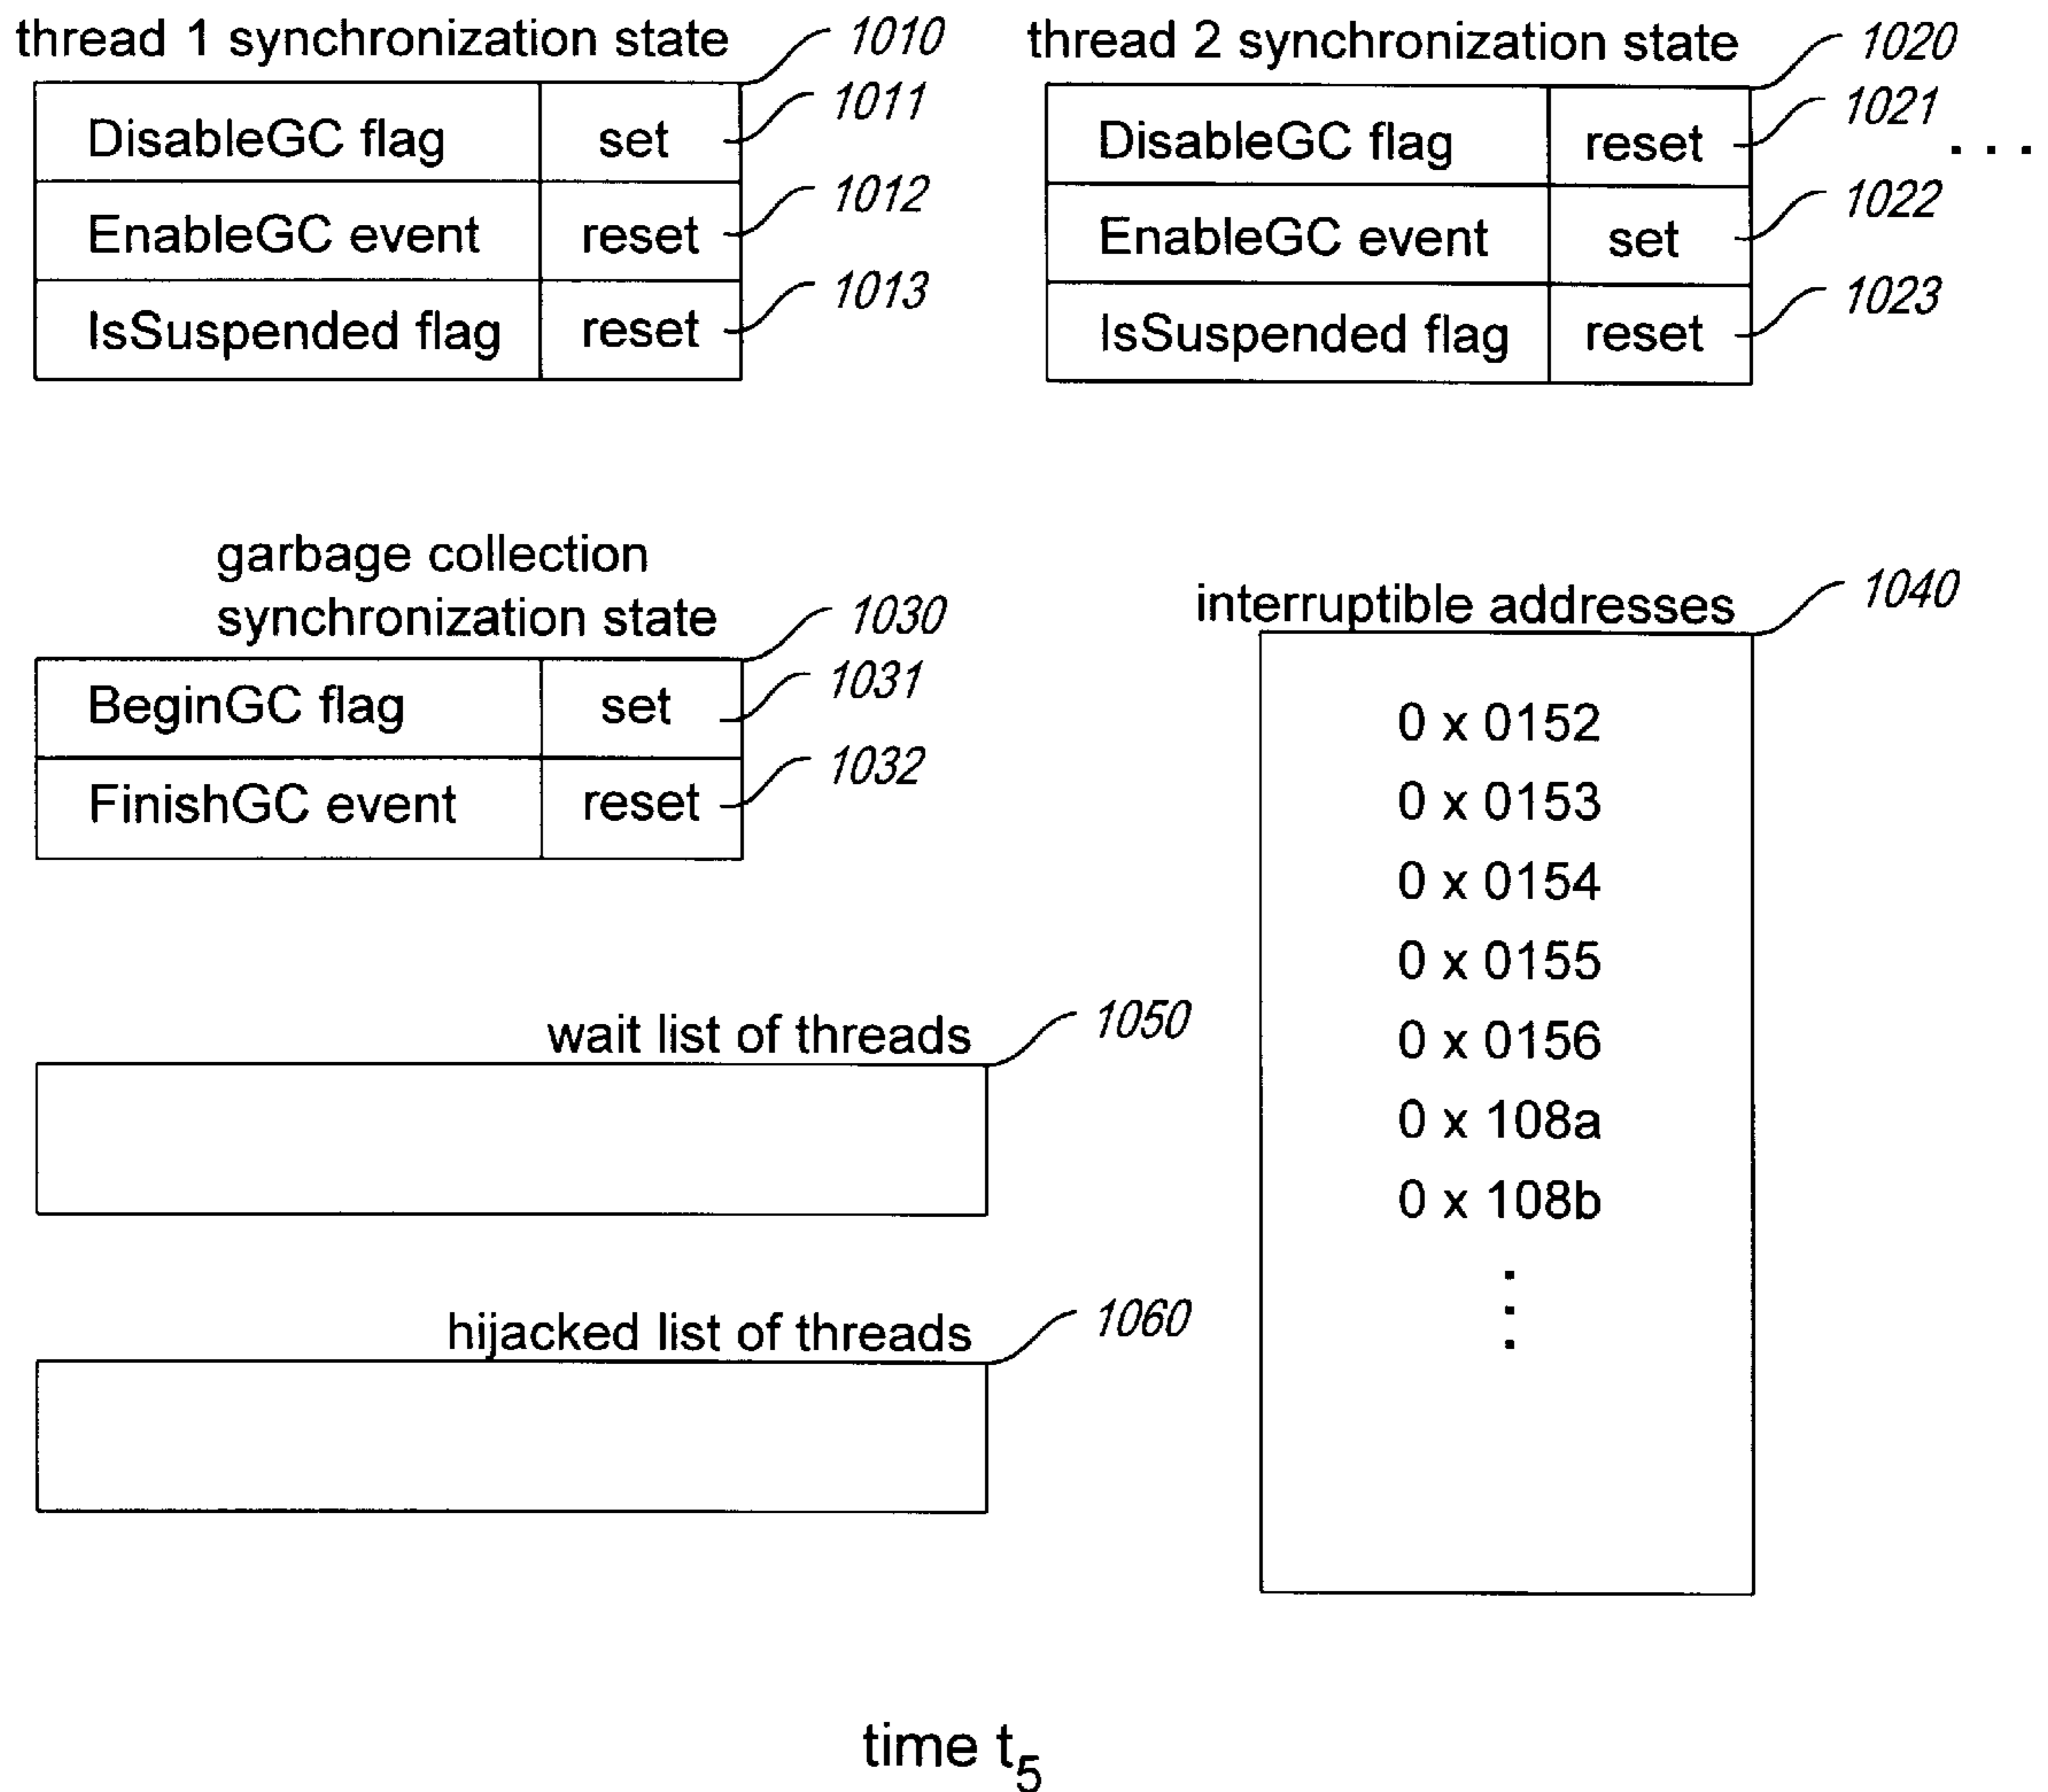 thread 1 synchronization state 1010
DisableGC flag set 1011
EnableGC event reset 1012
IsSuspended flag reset 1013
thread 2 synchronization state 1020
DisableGC flag reset 1021
EnableGC event set 1022
IsSuspended flag reset 1023
. . .
garbage collection
synchronization state 1030
BeginGC flag set 1031
FinishGC event reset 1032
interruptible addresses 1040
0 x 0152
0 x 0153
0 x 0154
0 x 0155
0 x 0156
0 x 108a
0 x 108b
wait list of threads 1050
hijacked list of threads 1060
time t5